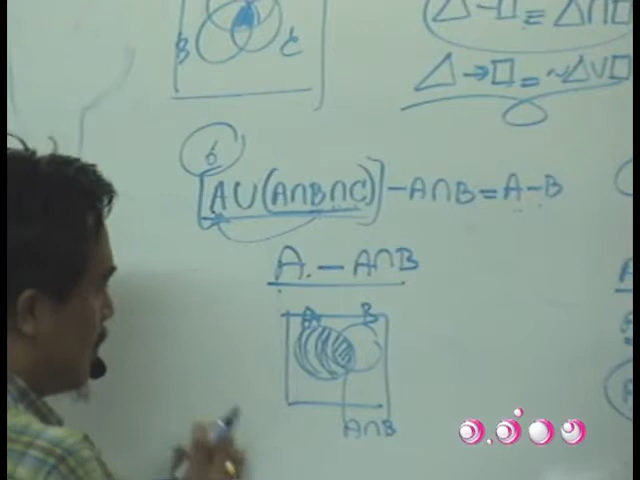 B C
△ - □ ≡ △∩□
△ → □ ≡ ~△∨□
6
[A∪(A∩B∩C)] - A∩B = A - B
A - A∩B
A B
A∩B